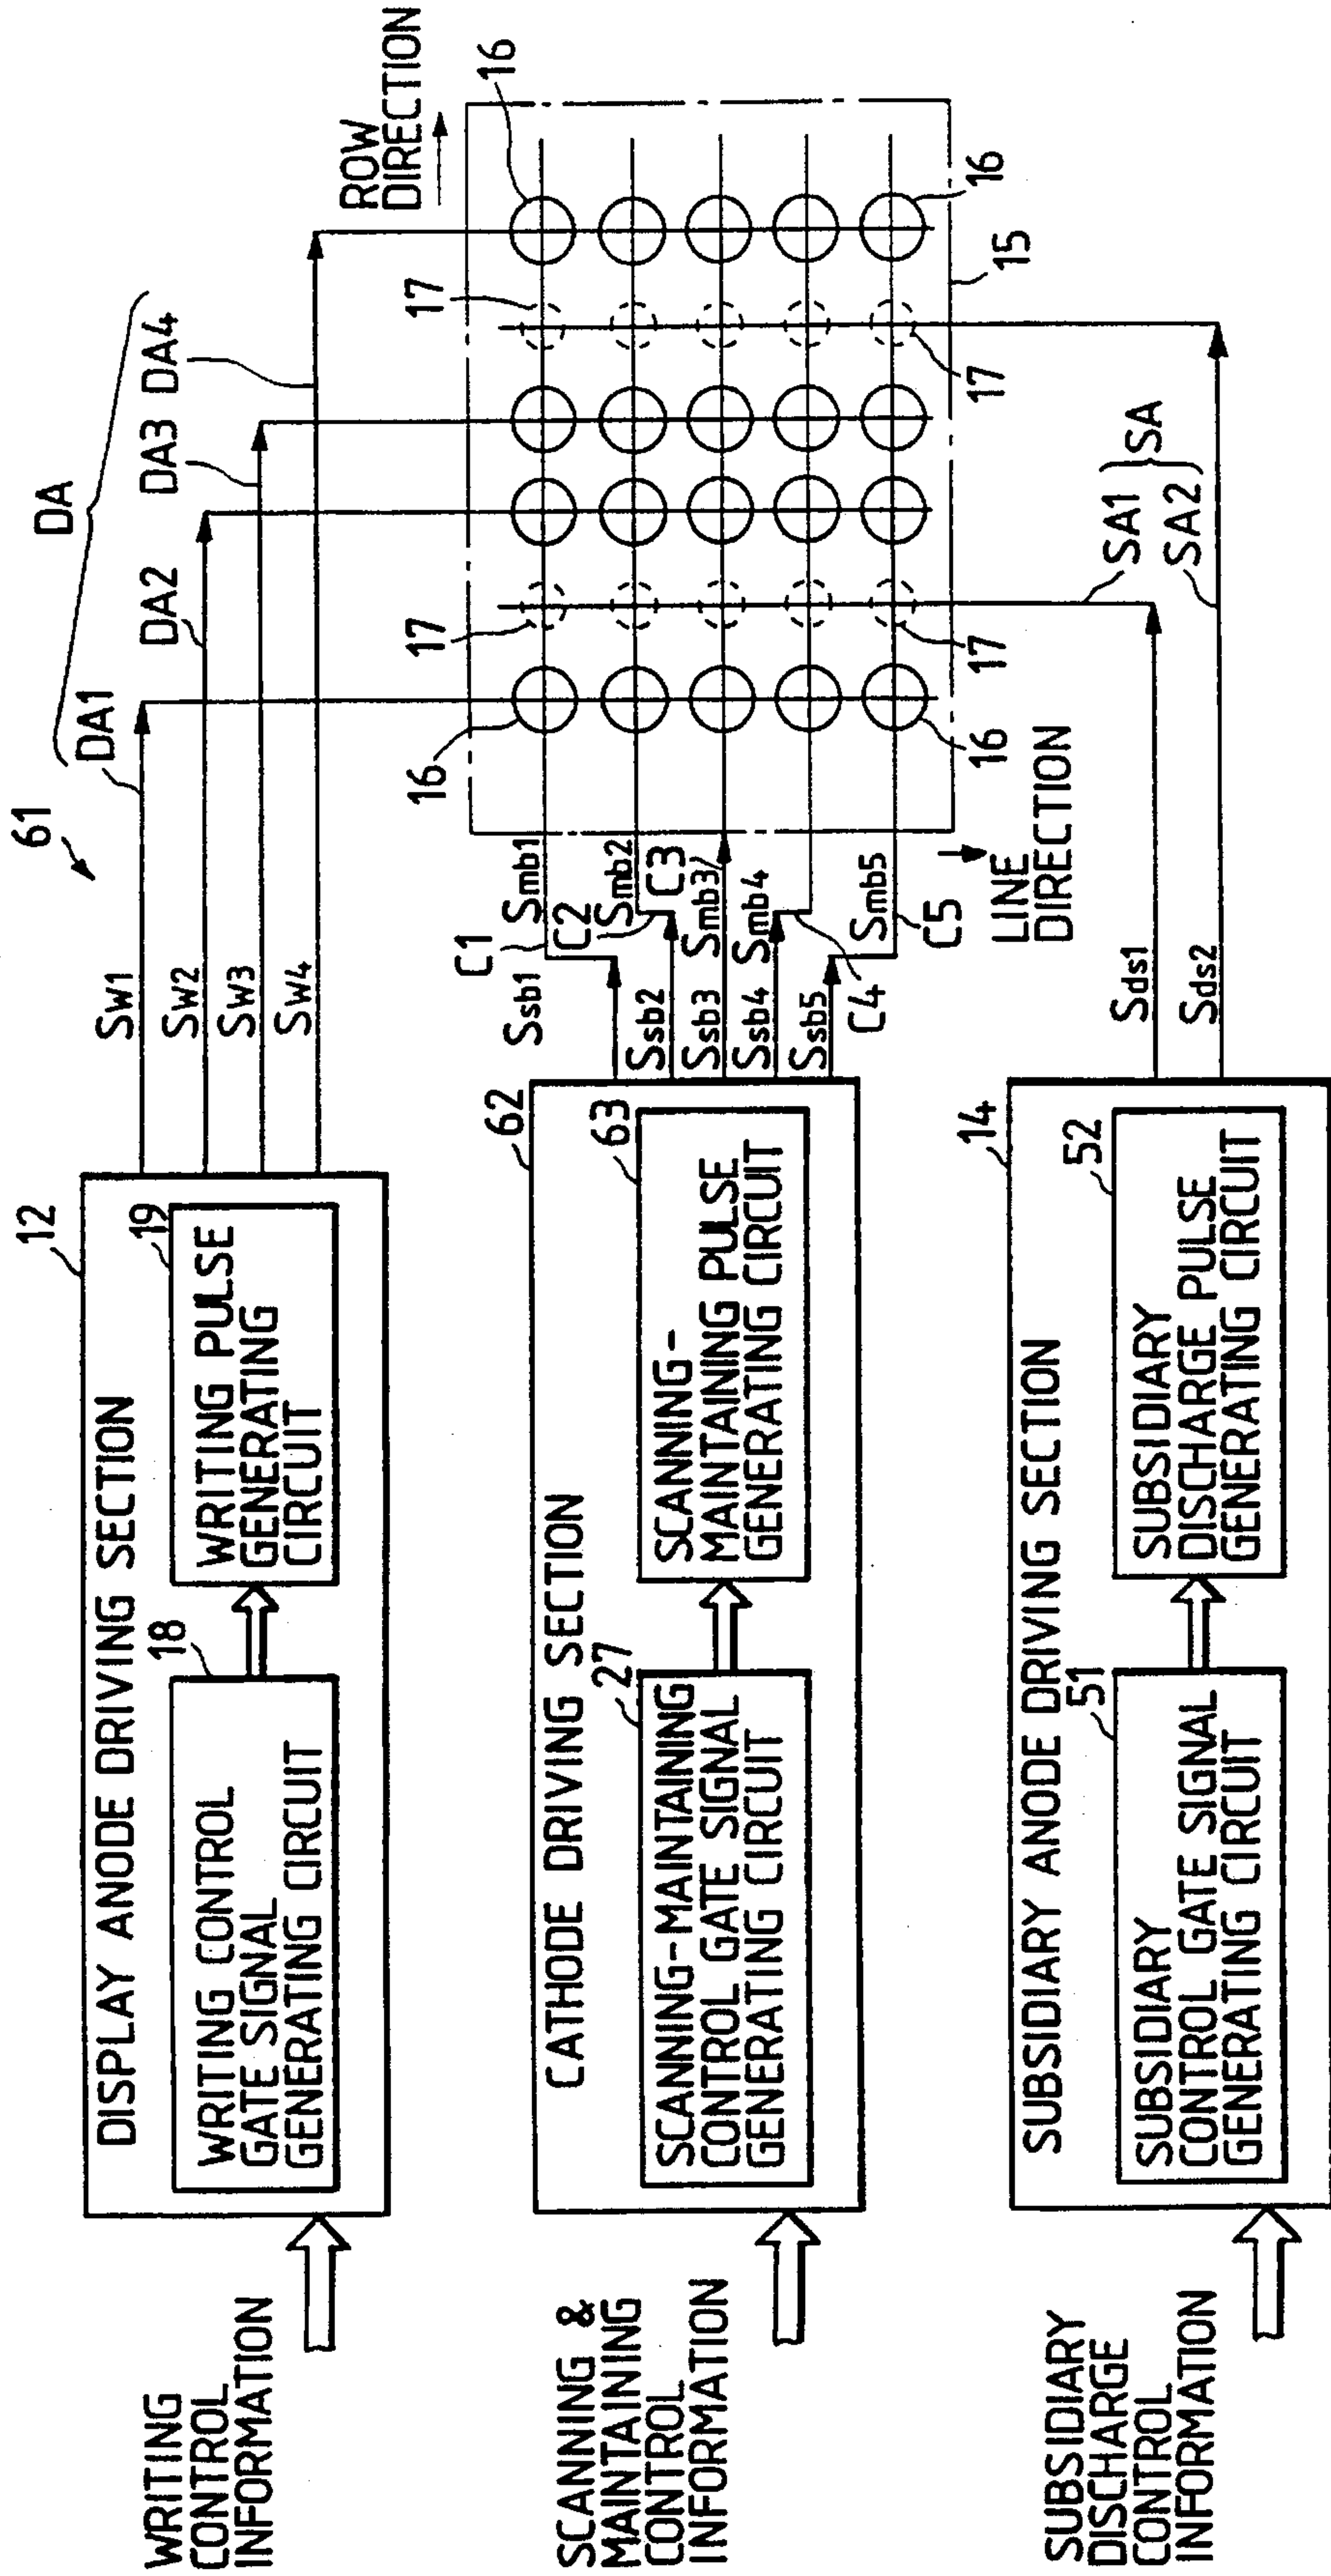 61
WRITING
CONTROL
INFORMATION
DISPLAY ANODE DRIVING SECTION
12
WRITING CONTROL
GATE SIGNAL
GENERATING CIRCUIT
18
WRITING PULSE
GENERATING
CIRCUIT
19
Sw1
Sw2
Sw3
Sw4
DA
DA1
DA2
DA3
DA4
ROW
DIRECTION
SCANNING &
MAINTAINING
CONTROL
INFORMATION
CATHODE DRIVING SECTION
62
SCANNING-MAINTAINING
CONTROL GATE SIGNAL
GENERATING CIRCUIT
27
SCANNING-
MAINTAINING PULSE
GENERATING CIRCUIT
63
C1
Ssb1 Smb1
C2
Ssb2 Smb2
C3
Ssb3 Smb3
Ssb4 Smb4
C4
Ssb5 Smb5
C5
LINE
DIRECTION
16
17
17
16
16
17
17
16
15
SUBSIDIARY
DISCHARGE
CONTROL
INFORMATION
SUBSIDIARY ANODE DRIVING SECTION
14
SUBSIDIARY
CONTROL GATE SIGNAL
GENERATING CIRCUIT
51
SUBSIDIARY
DISCHARGE PULSE
GENERATING CIRCUIT
52
Sds1
Sds2
SA1
SA2
SA